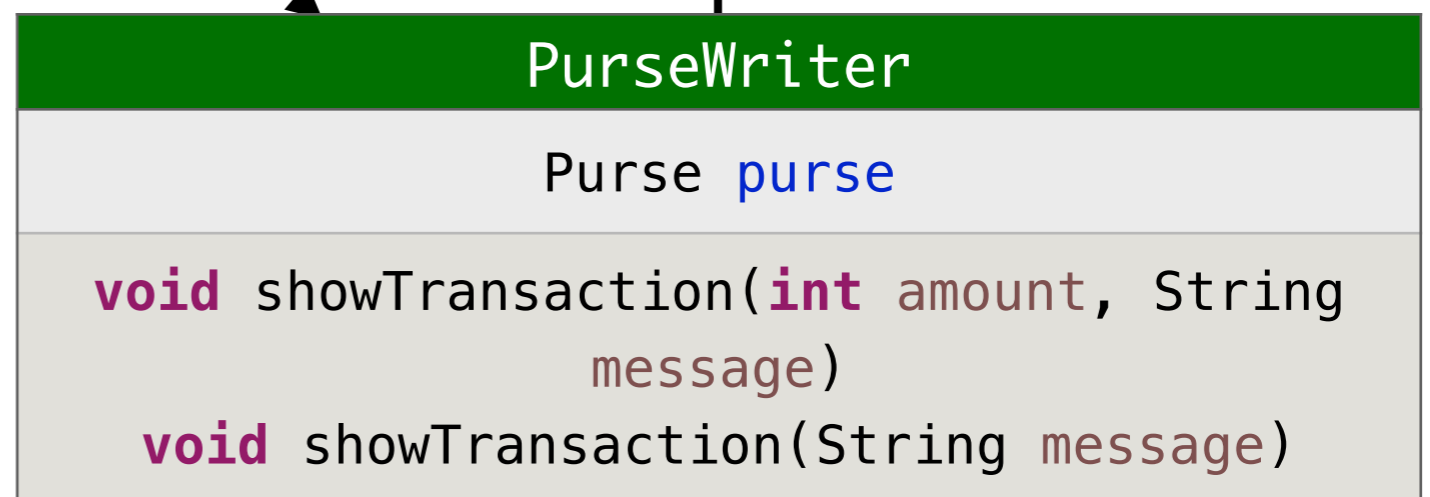 PurseWriter
Purse purse
void showTransaction(int amount, String
message)
void showTransaction(String message)